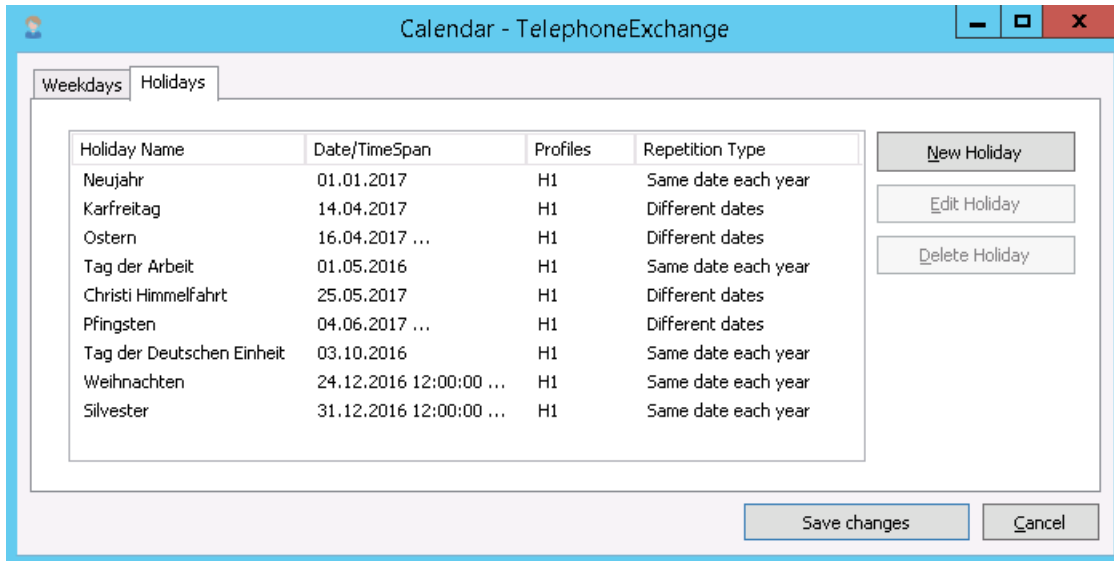 Calendar - TelephoneExchange
Weekdays Holidays
Holiday Name Date/TimeSpan Profiles Repetition Type
Neujahr 01.01.2017 H1 Same date each year
Karfreitag 14.04.2017 H1 Different dates
Ostern 16.04.2017 ... H1 Different dates
Tag der Arbeit 01.05.2016 H1 Same date each year
Christi Himmelfahrt 25.05.2017 H1 Different dates
Pfingsten 04.06.2017 ... H1 Different dates
Tag der Deutschen Einheit 03.10.2016 H1 Same date each year
Weihnachten 24.12.2016 12:00:00 ... H1 Same date each year
Silvester 31.12.2016 12:00:00 ... H1 Same date each year
New Holiday
Edit Holiday
Delete Holiday
Save changes Cancel